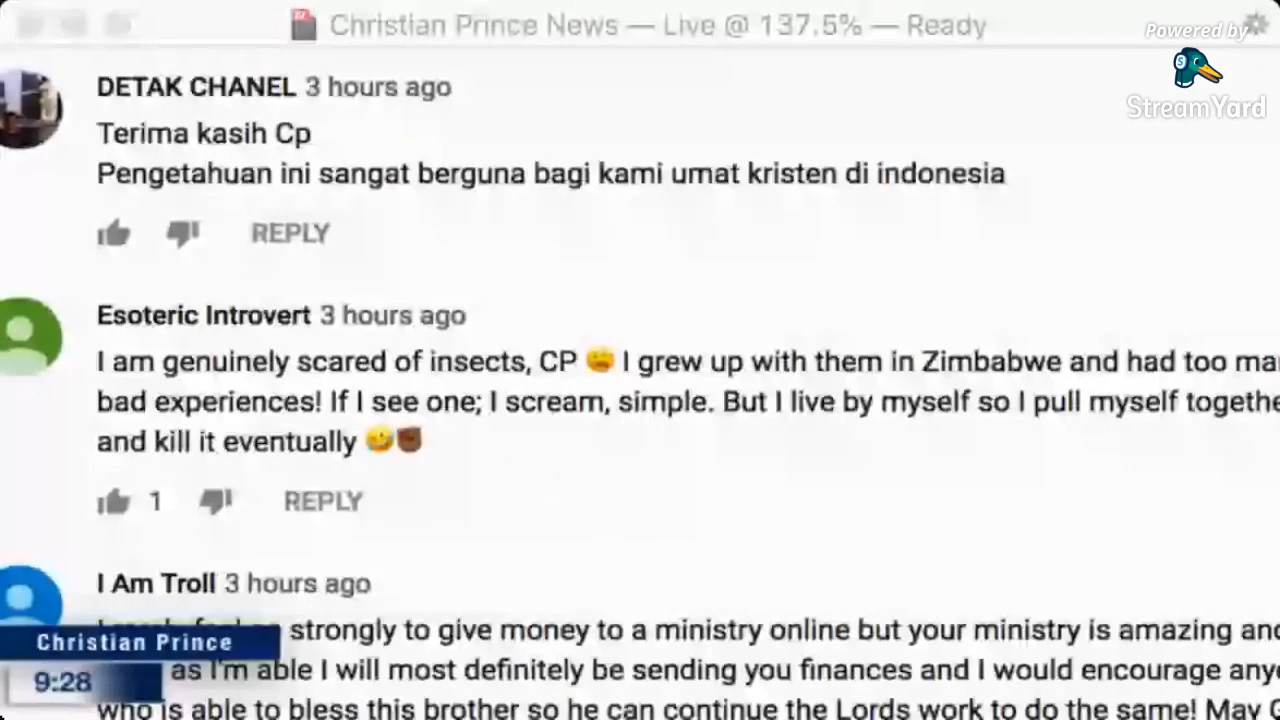 Christian Prince News — Live @ 137.5% — Ready
Powered by
StreamYard
DETAK CHANEL 3 hours ago
Terima kasih Cp
Pengetahuan ini sangat berguna bagi kami umat kristen di indonesia
REPLY
Esoteric Introvert 3 hours ago
I am genuinely scared of insects, CP 😩 I grew up with them in Zimbabwe and had too
bad experiences! If I see one; I scream, simple. But I live by myself so I pull myself
and kill it eventually 🤣✊🏾
1 REPLY
I Am Troll 3 hours ago
strongly to give money to a ministry online but your ministry is amazing
as I'm able I will most definitely be sending you finances and I would encourage
who is able to bless this brother so he can continue the Lords work to do the same! May
Christian Prince
9:28